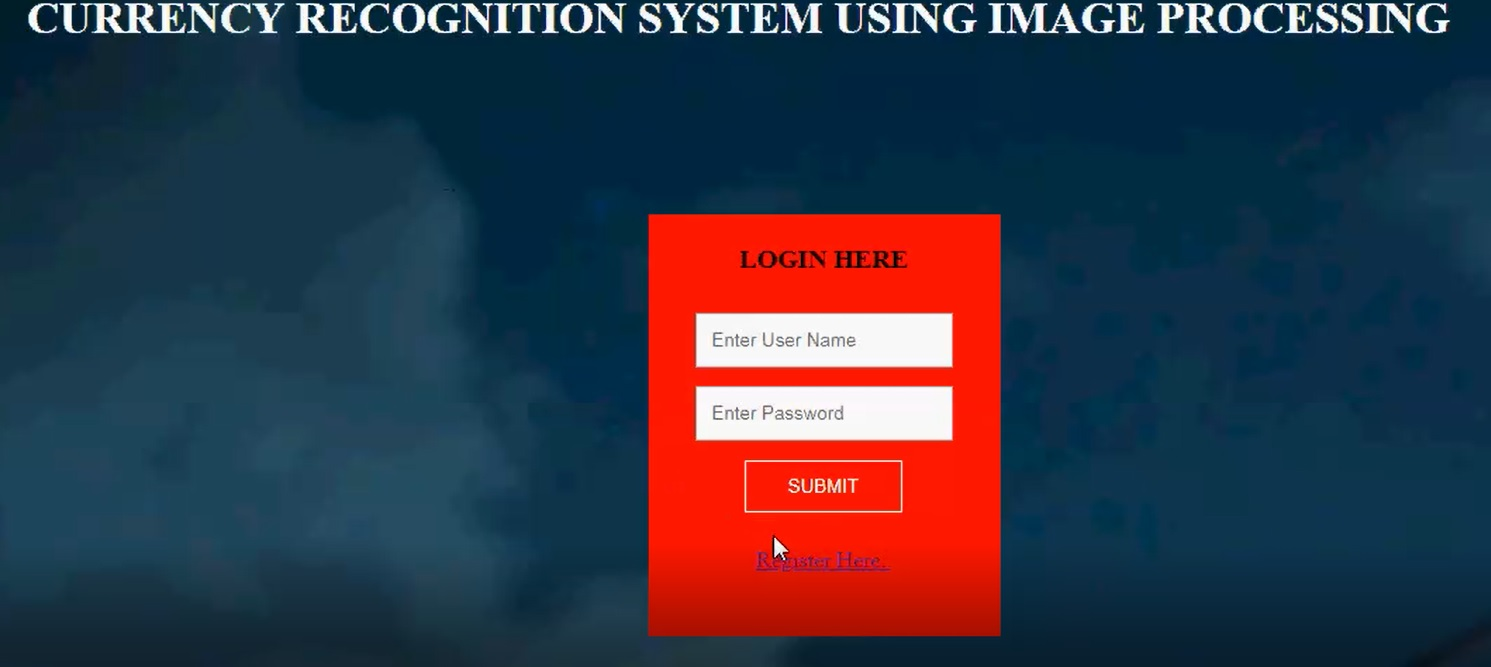 CURRENCY RECOGNITION SYSTEM USING IMAGE PROCESSING
LOGIN HERE
Enter User Name
Enter Password
SUBMIT
Register Here.